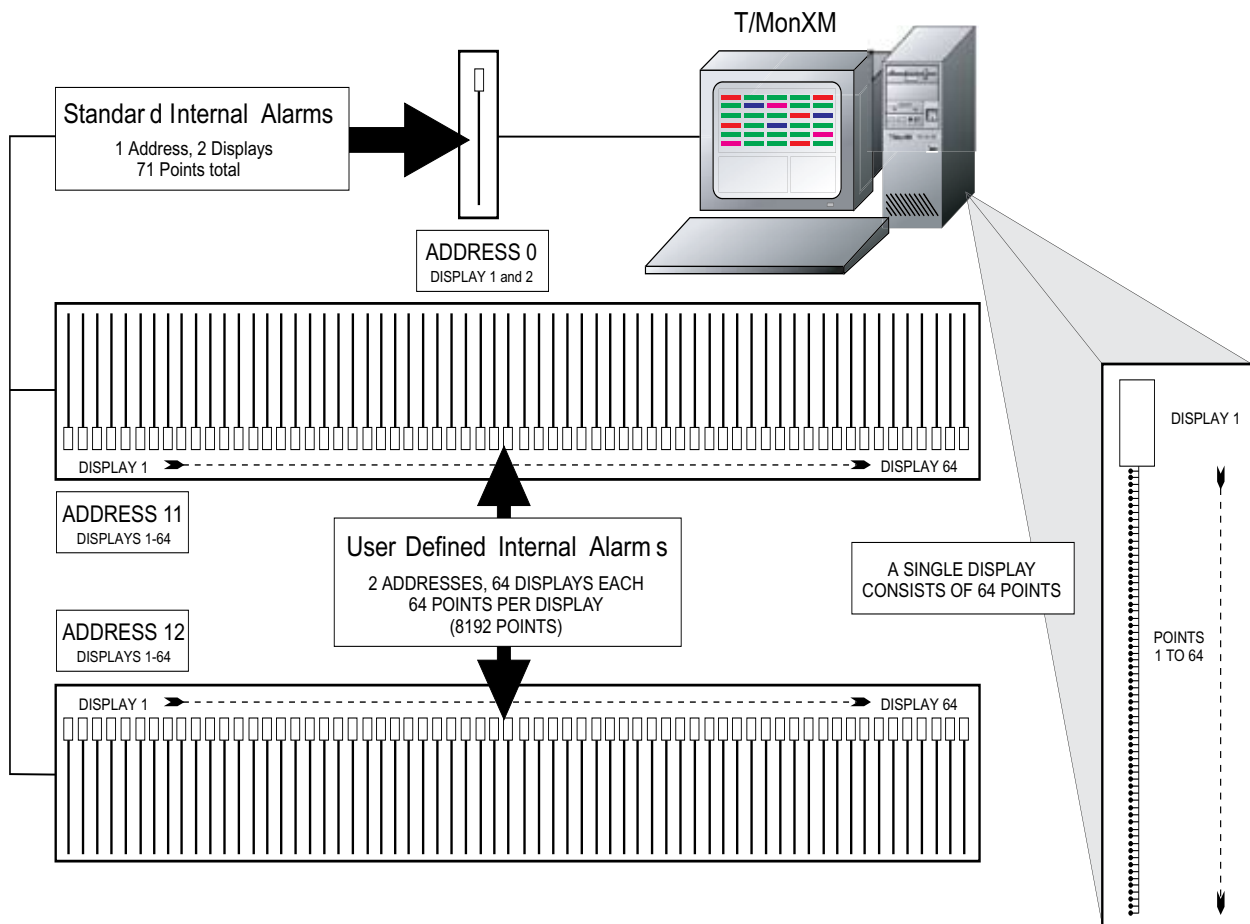 T/MonXM
Standard Internal Alarms
1 Address, 2 Displays
71 Points total
ADDRESS 0
DISPLAY 1 and 2
DISPLAY 1
DISPLAY 64
ADDRESS 11
DISPLAYS 1-64
User Defined Internal Alarms
2 ADDRESSES, 64 DISPLAYS EACH
64 POINTS PER DISPLAY
(8192 POINTS)
ADDRESS 12
DISPLAYS 1-64
DISPLAY 1
DISPLAY 64
A SINGLE DISPLAY
CONSISTS OF 64 POINTS
DISPLAY 1
POINTS
1 TO 64